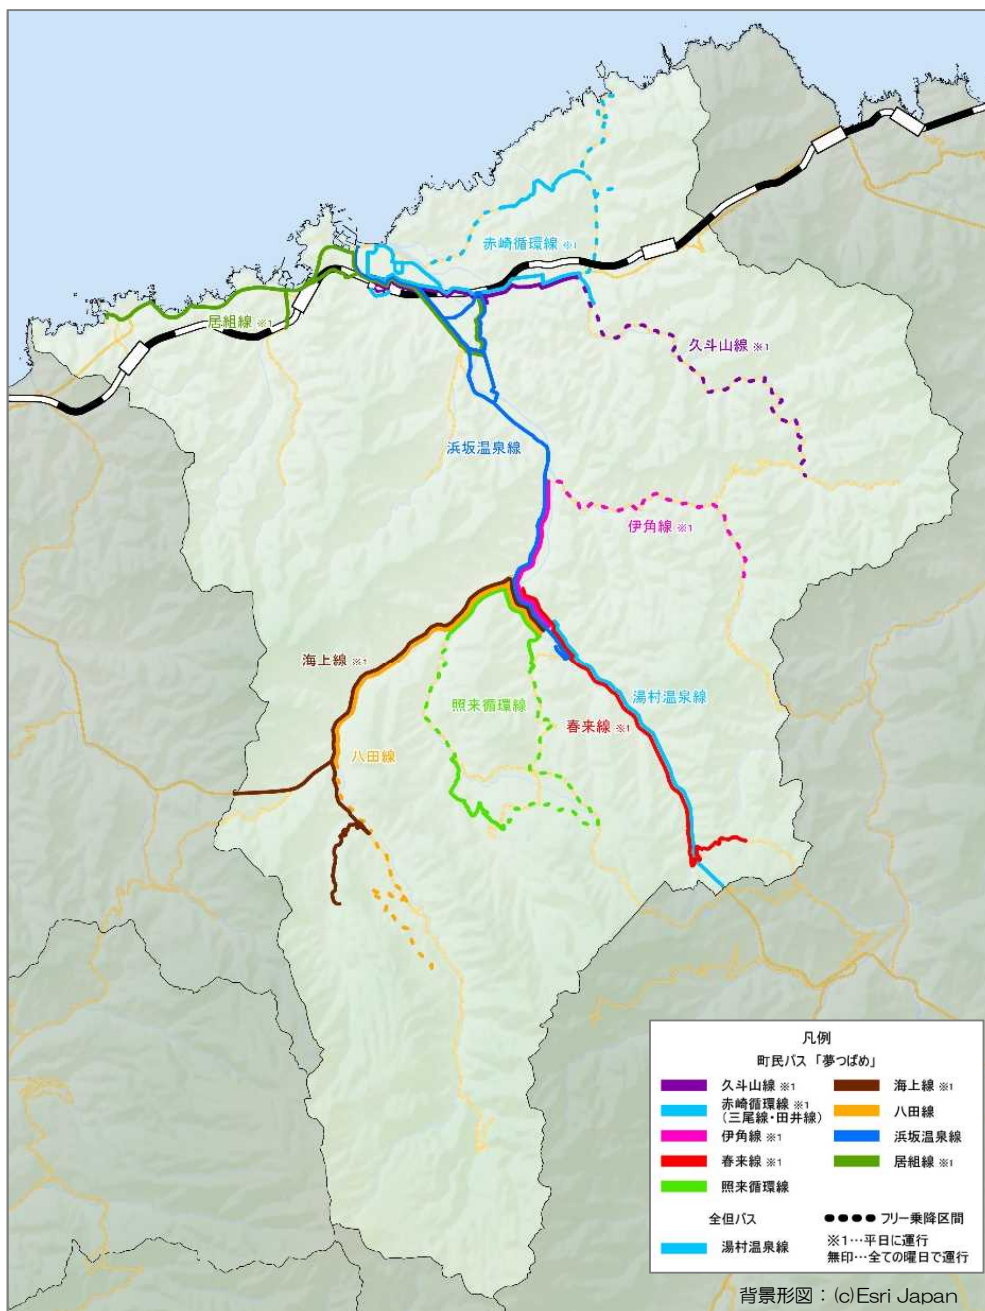 赤崎循環線 ※1
居組線 ※1
久斗山線 ※1
浜坂温泉線
伊角線 ※1
海上線 ※1
照来循環線
湯村温泉線
春来線 ※1
八田線
凡例
町民バス 「夢つばめ」
久斗山線 ※1
海上線 ※1
赤崎循環線 ※1
(三尾線・田井線)
八田線
伊角線 ※1
浜坂温泉線
春来線 ※1
居組線 ※1
照来循環線
全但バス
フリー乗降区間
湯村温泉線
※1…平日に運行
無印…全ての曜日で運行
背景形図：(c)Esri Japan